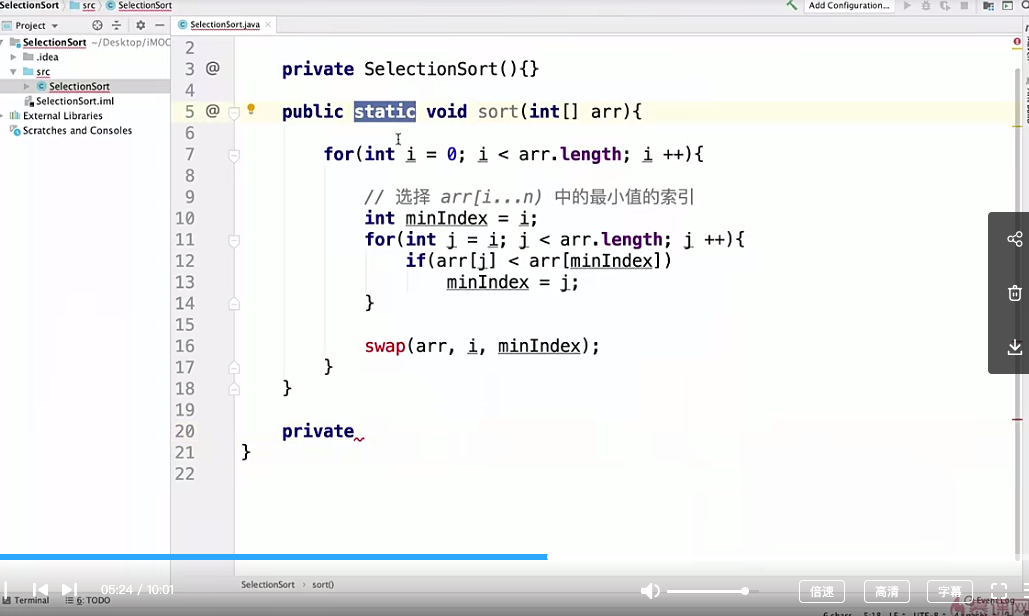 SelectionSort src SelectionSort
Add Configuration...
Project
SelectionSort.java
SelectionSort ~/Desktop/iMOC
.idea
src
SelectionSort
SelectionSort.iml
External Libraries
Scratches and Consoles
2
3 @ private SelectionSort(){}
4
5 @ public static void sort(int[] arr){
6
7 for(int i = 0; i < arr.length; i ++){
8
9 // 选择 arr[i...n) 中的最小值的索引
10 int minIndex = i;
11 for(int j = i; j < arr.length; j ++){
12 if(arr[j] < arr[minIndex])
13 minIndex = j;
14 }
15
16 swap(arr, i, minIndex);
17 }
18 }
19
20 private
21 }
22
SelectionSort › sort()
05:24 / 10:01
倍速
高清
字幕
Terminal
6: TODO
Event Log